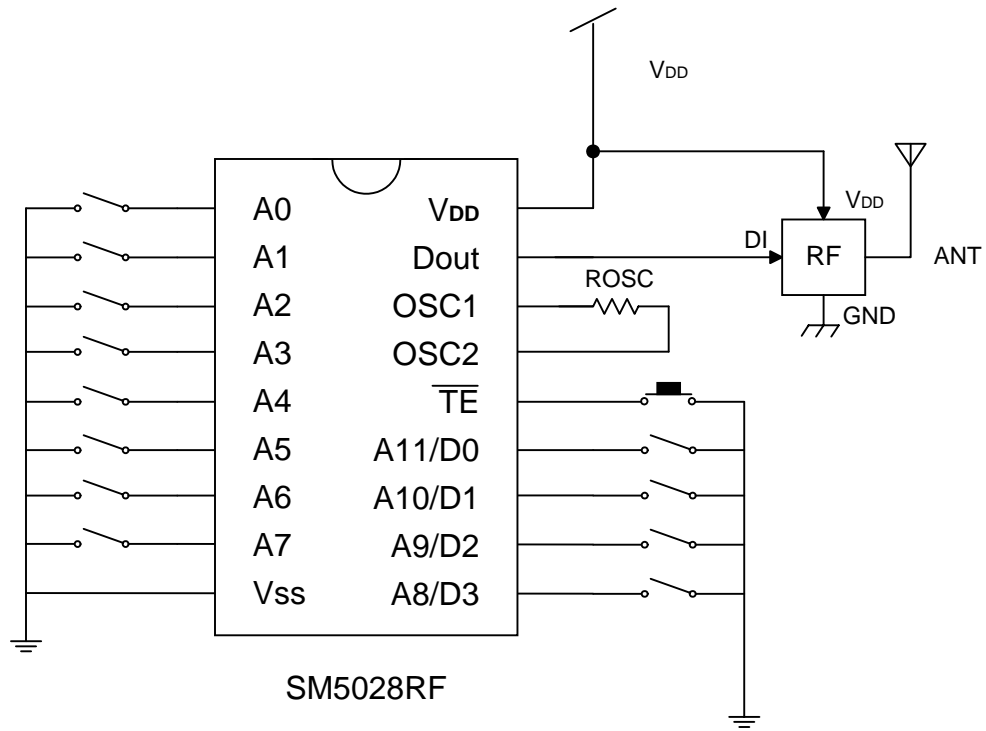 VDD
A0
VDD
VDD
A1
Dout
DI
RF
ANT
ROSC
A2
OSC1
GND
A3
OSC2
A4
TE
A5
A11/D0
A6
A10/D1
A7
A9/D2
Vss
A8/D3
SM5028RF